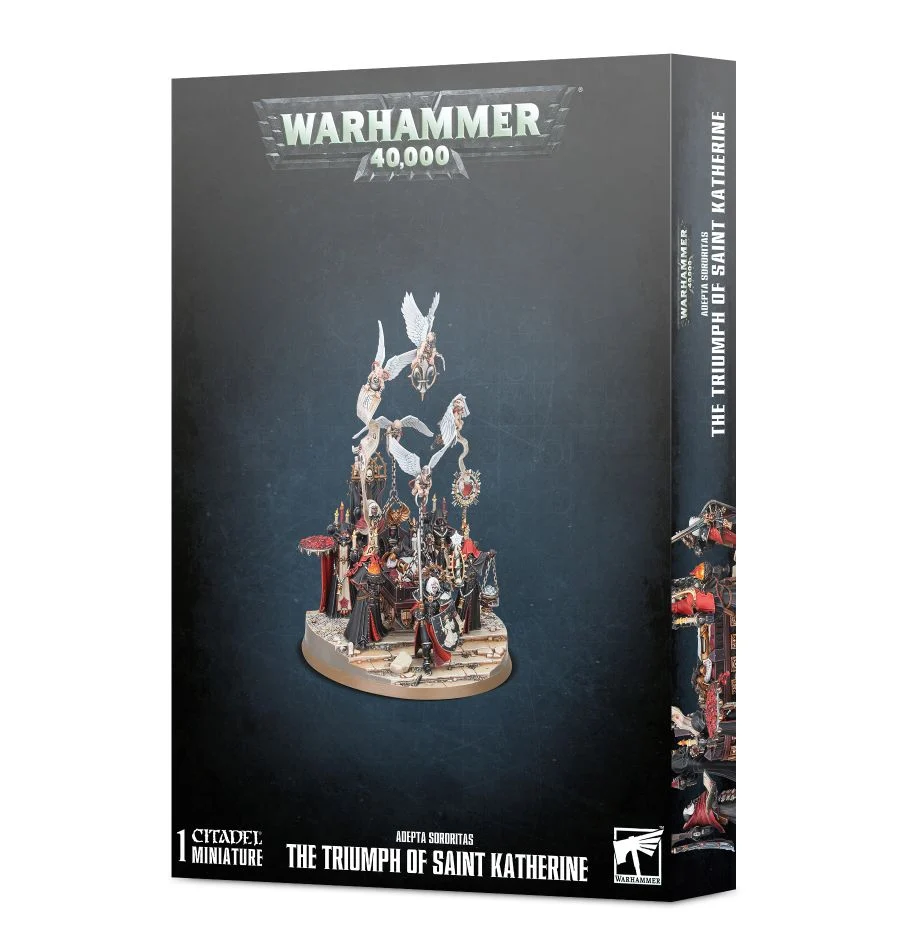 WARHAMMER
40,000
1 CITADEL
MINIATURE
ADEPTA SORORITAS
THE TRIUMPH OF SAINT KATHERINE
WARHAMMER
WARHAMMER
40,000
ADEPTA SORORITAS
THE TRIUMPH OF SAINT KATHERINE